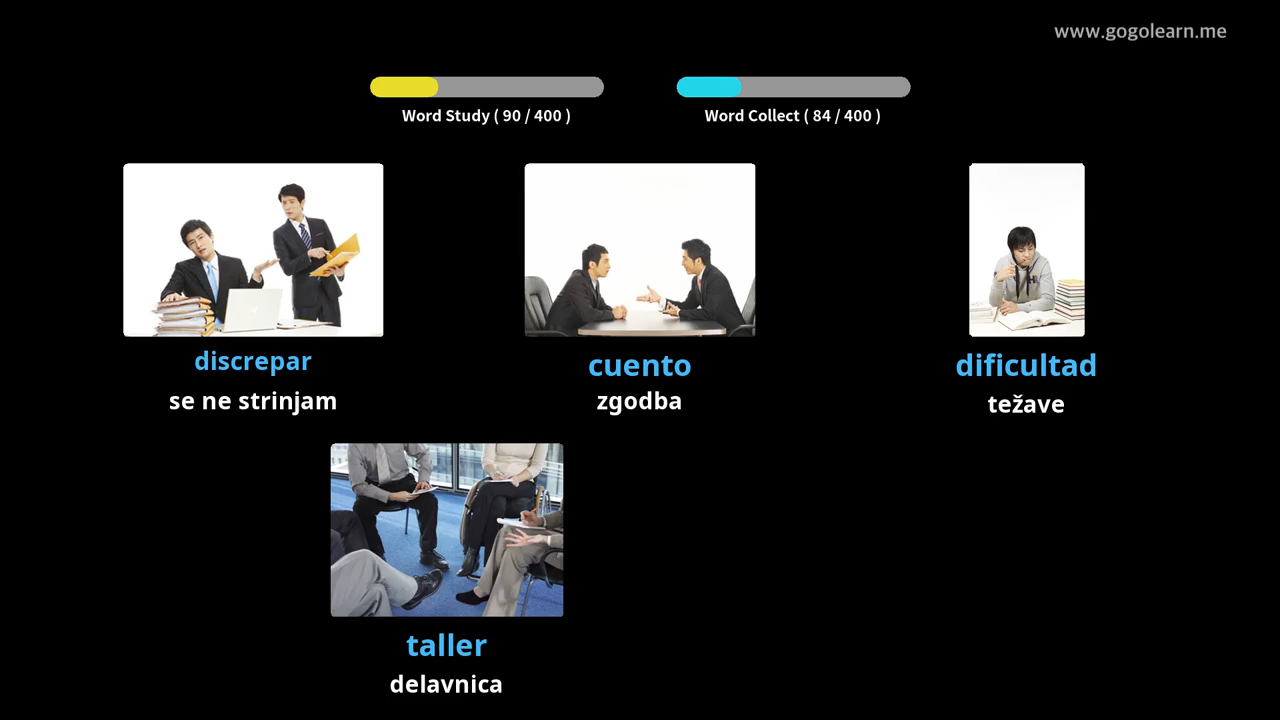 www.gogolearn.me
Word Study ( 90 / 400 )
Word Collect ( 84 / 400 )
discrepar
se ne strinjam
cuento
zgodba
dificultad
težave
taller
delavnica